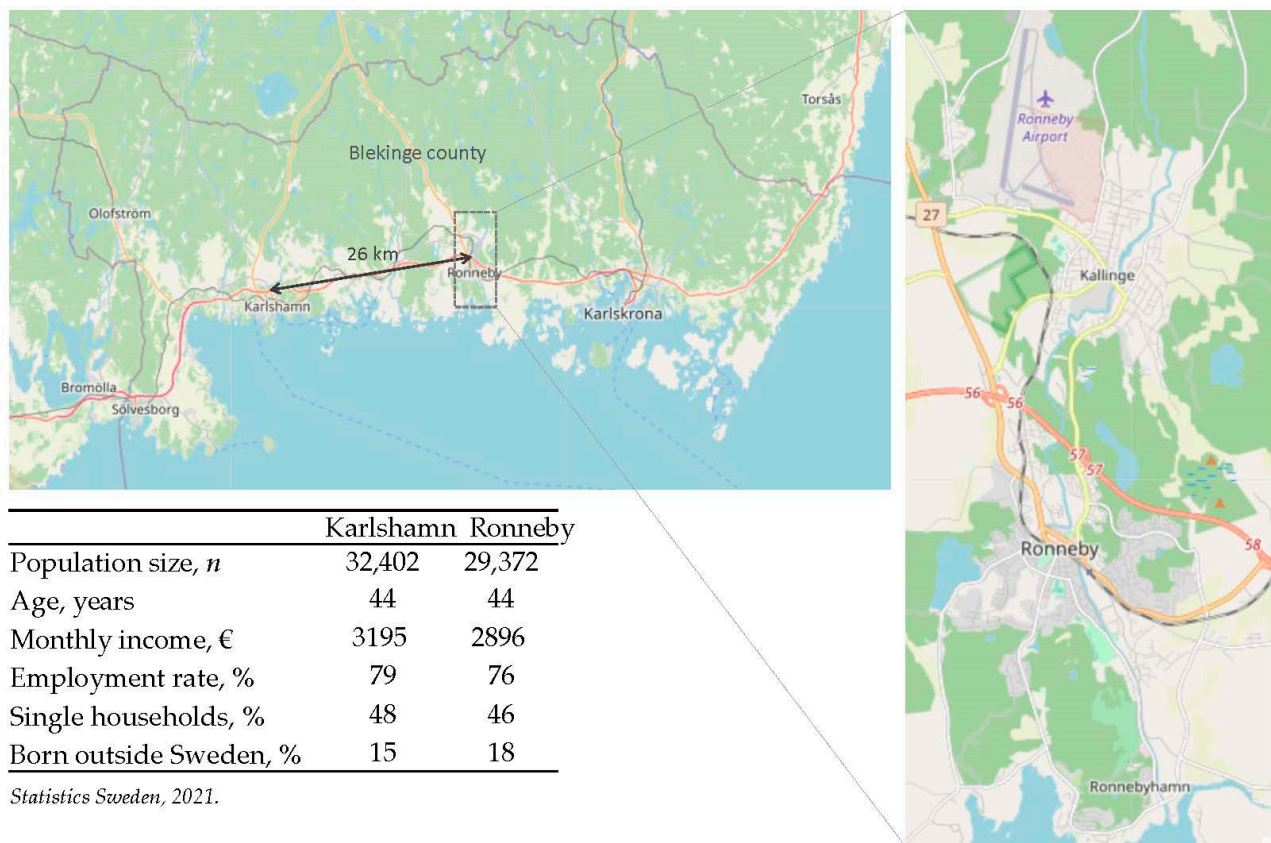 Torsås
Blekinge county
Olofström
26 km
Ronneby
Karlshamn
Karlskrona
Bromölla
Sölvesborg
Ronneby
Airport
27
Kallinge
56
56
57
57
58
Ronneby
Ronnebyhamn
Karlshamn Ronneby
Population size, n 32,402 29,372
Age, years 44 44
Monthly income, € 3195 2896
Employment rate, % 79 76
Single households, % 48 46
Born outside Sweden, % 15 18
Statistics Sweden, 2021.